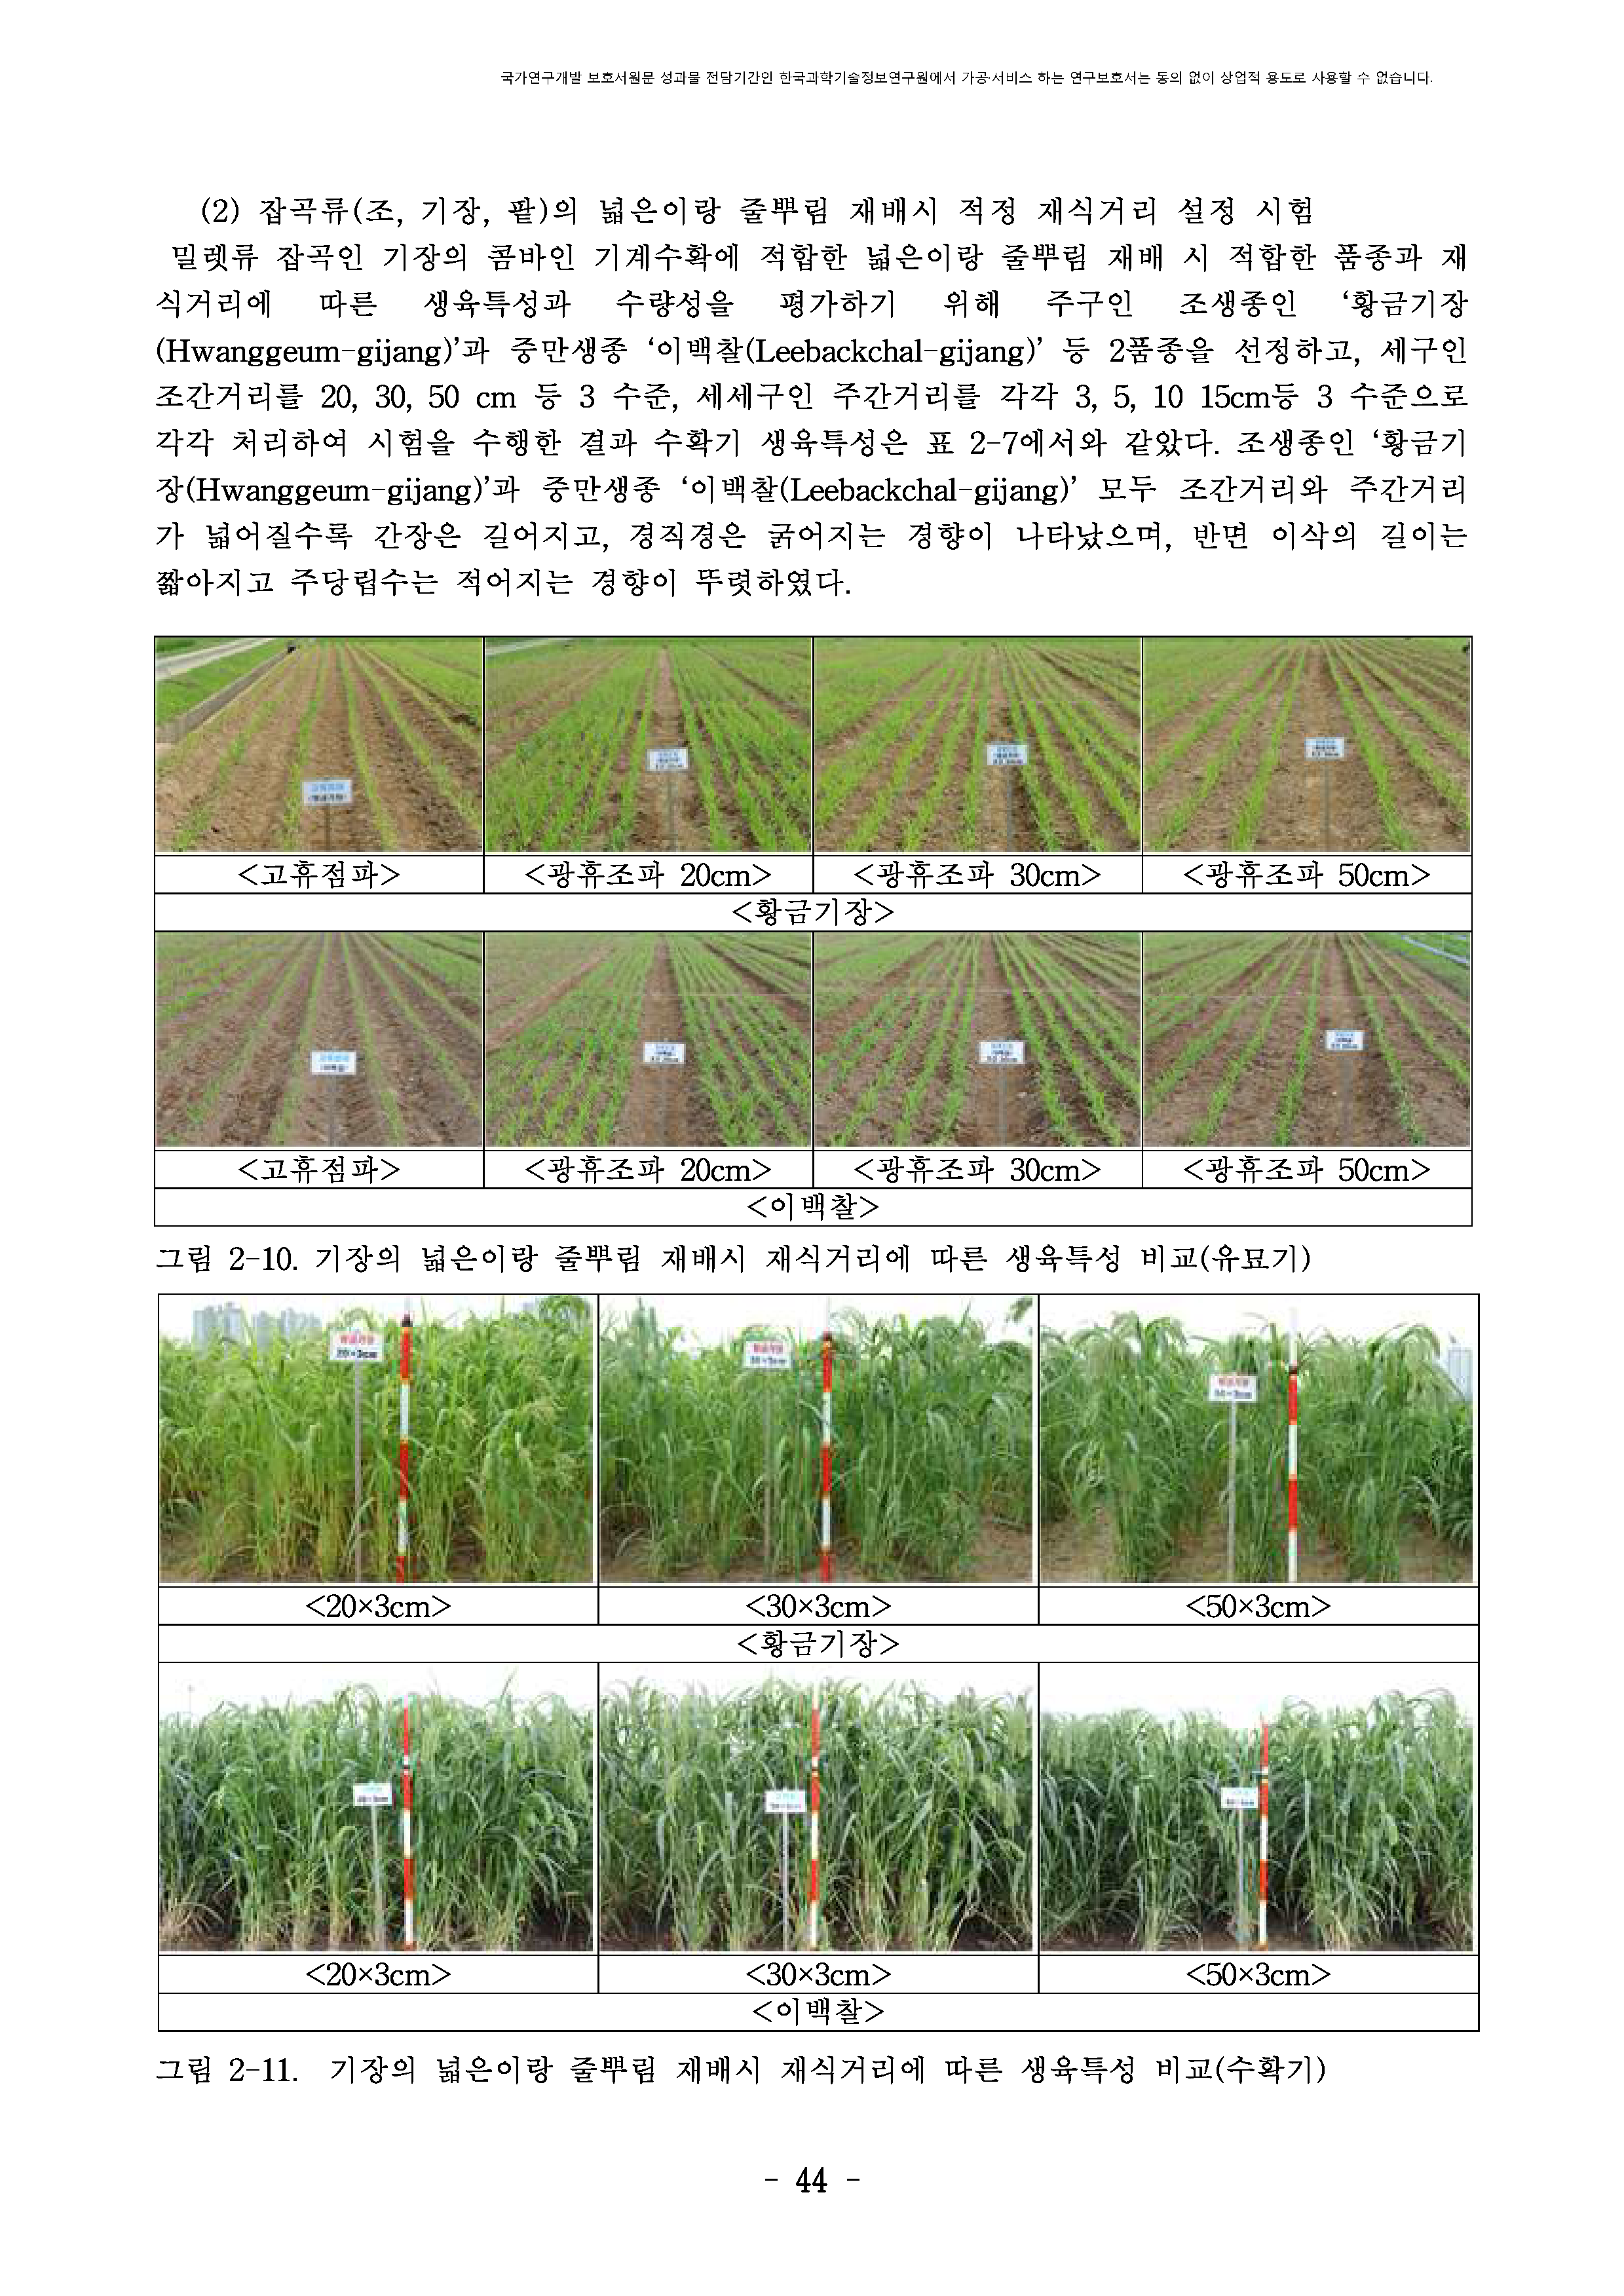 국가연구개발 보호서원문 성과물 전담기간인 한국과학기술정보연구원에서 가공·서비스 하는 연구보호서는 동의 없이 상업적 용도로 사용할 수 없습니다.
(2) 잡곡류(조, 기장, 팥)의 넓은이랑 줄뿌림 재배시 적정 재식거리 설정 시험
밀렛류 잡곡인 기장의 콤바인 기계수확에 적합한 넓은이랑 줄뿌림 재배 시 적합한 품종과 재
식거리에 따른 생육특성과 수량성을 평가하기 위해 주구인 조생종인 ‘황금기장
(Hwanggeum-gijang)’과 중만생종 ‘이백찰(Leebackchal-gijang)’ 등 2품종을 선정하고, 세구인
조간거리를 20, 30, 50 cm 등 3 수준, 세세구인 주간거리를 각각 3, 5, 10 15cm등 3 수준으로
각각 처리하여 시험을 수행한 결과 수확기 생육특성은 표 2-7에서와 같았다. 조생종인 ‘황금기
장(Hwanggeum-gijang)’과 중만생종 ‘이백찰(Leebackchal-gijang)’ 모두 조간거리와 주간거리
가 넓어질수록 간장은 길어지고, 경직경은 굵어지는 경향이 나타났으며, 반면 이삭의 길이는
짧아지고 주당립수는 적어지는 경향이 뚜렷하였다.
<고휴점파> <광휴조파 20cm> <광휴조파 30cm> <광휴조파 50cm>
<황금기장>
<고휴점파> <광휴조파 20cm> <광휴조파 30cm> <광휴조파 50cm>
<이백찰>
그림 2-10. 기장의 넓은이랑 줄뿌림 재배시 재식거리에 따른 생육특성 비교(유묘기)
<20×3cm> <30×3cm> <50×3cm>
<황금기장>
<20×3cm> <30×3cm> <50×3cm>
<이백찰>
그림 2-11. 기장의 넓은이랑 줄뿌림 재배시 재식거리에 따른 생육특성 비교(수확기)
- 44 -